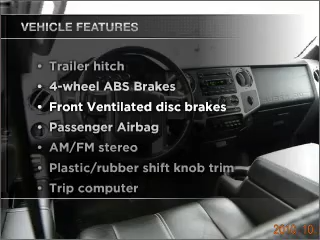 VEHICLE FEATURES
• Trailer hitch
• 4-wheel ABS Brakes
• Front Ventilated disc brakes
• Passenger Airbag
• AM/FM stereo
• Plastic/rubber shift knob trim
• Trip computer